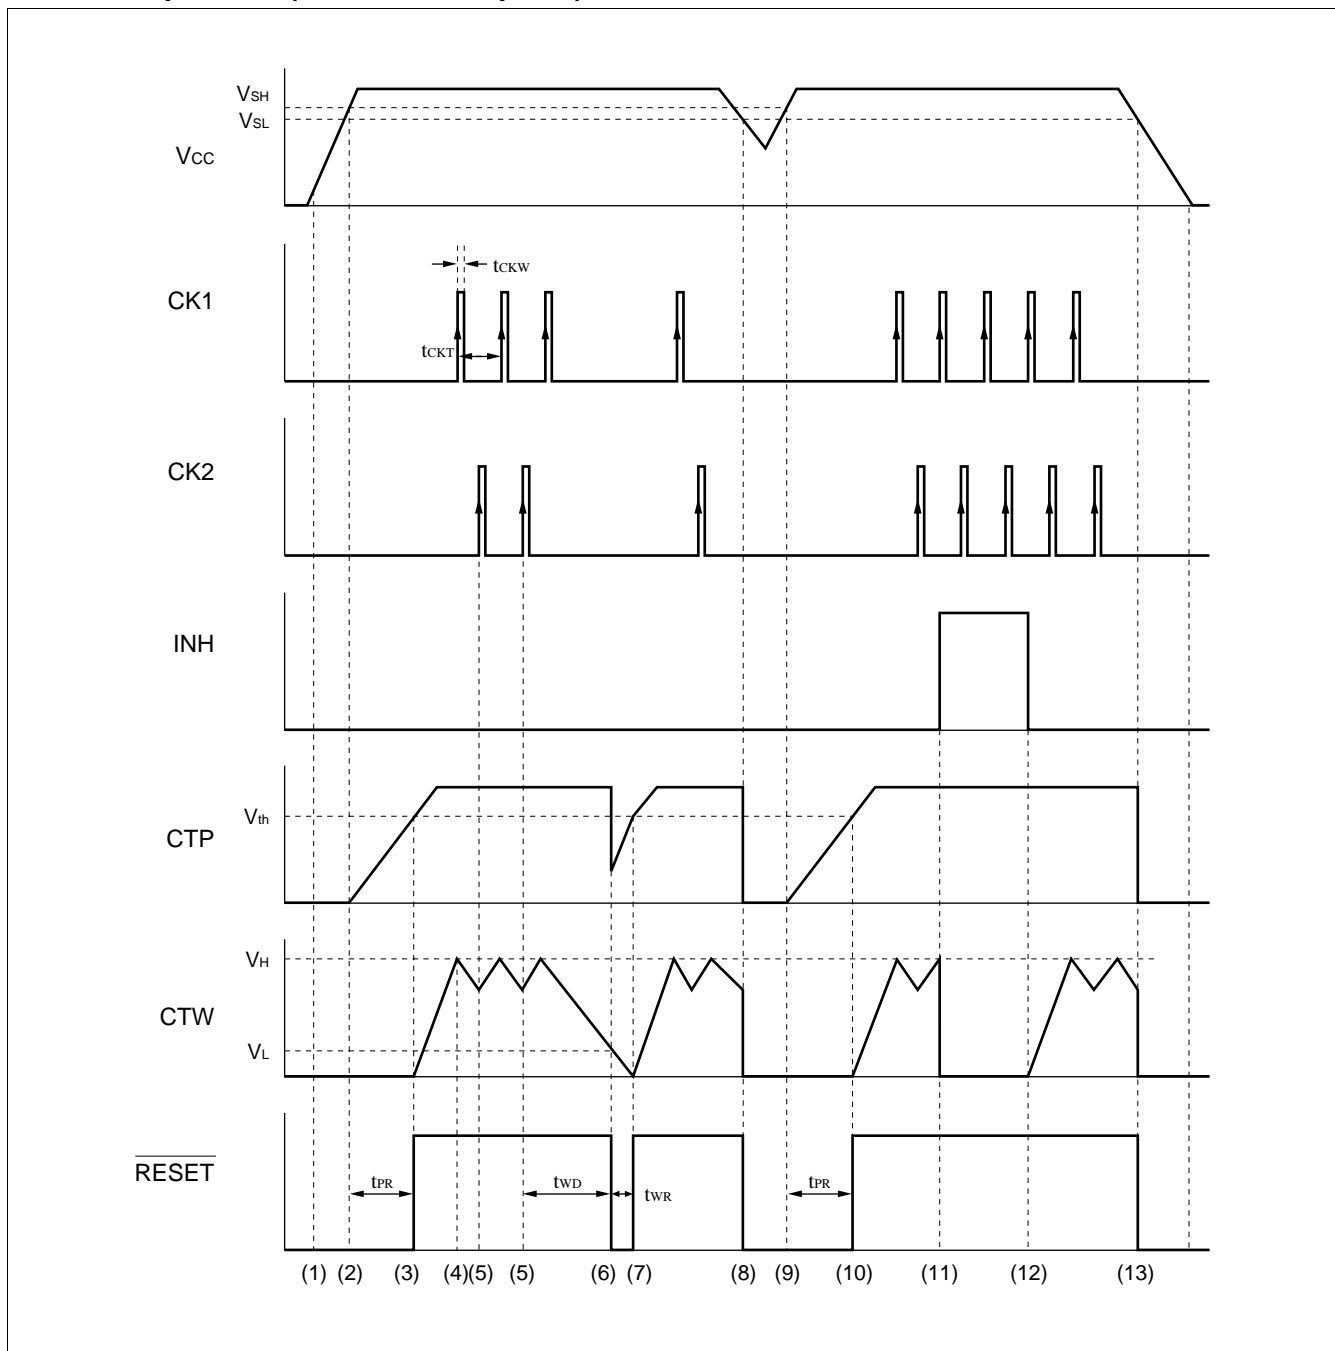 VSH
VSL
VCC
tCKW
CK1
tCKT
CK2
INH
Vth
CTP
VH
CTW
VL
RESET
tPR
tWD
tWR
tPR
(1) (2) (3) (4)(5) (5) (6) (7) (8) (9) (10) (11) (12) (13)